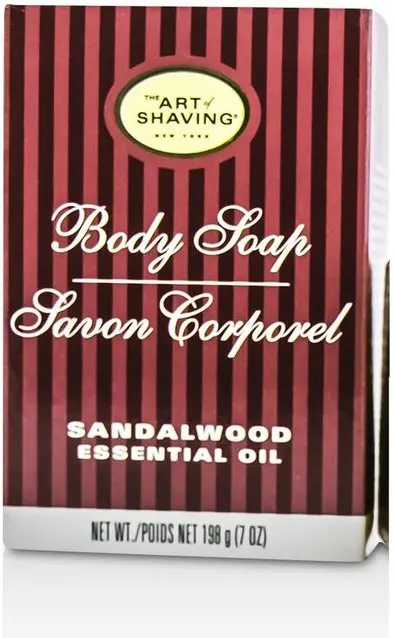 THE ART of
SHAVING®
NEW YORK
Body Soap
Savon Corporel
SANDALWOOD
ESSENTIAL OIL
NET WT./POIDS NET 198 g (7 OZ)